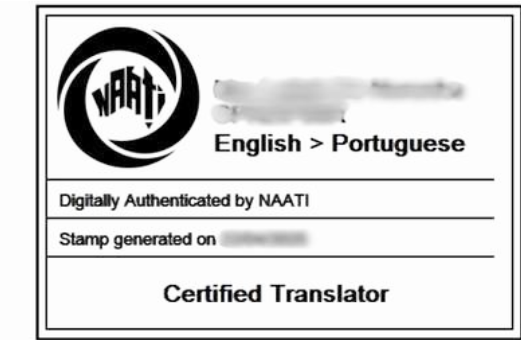 NAATI
English > Portuguese
Digitally Authenticated by NAATI
Stamp generated on
Certified Translator